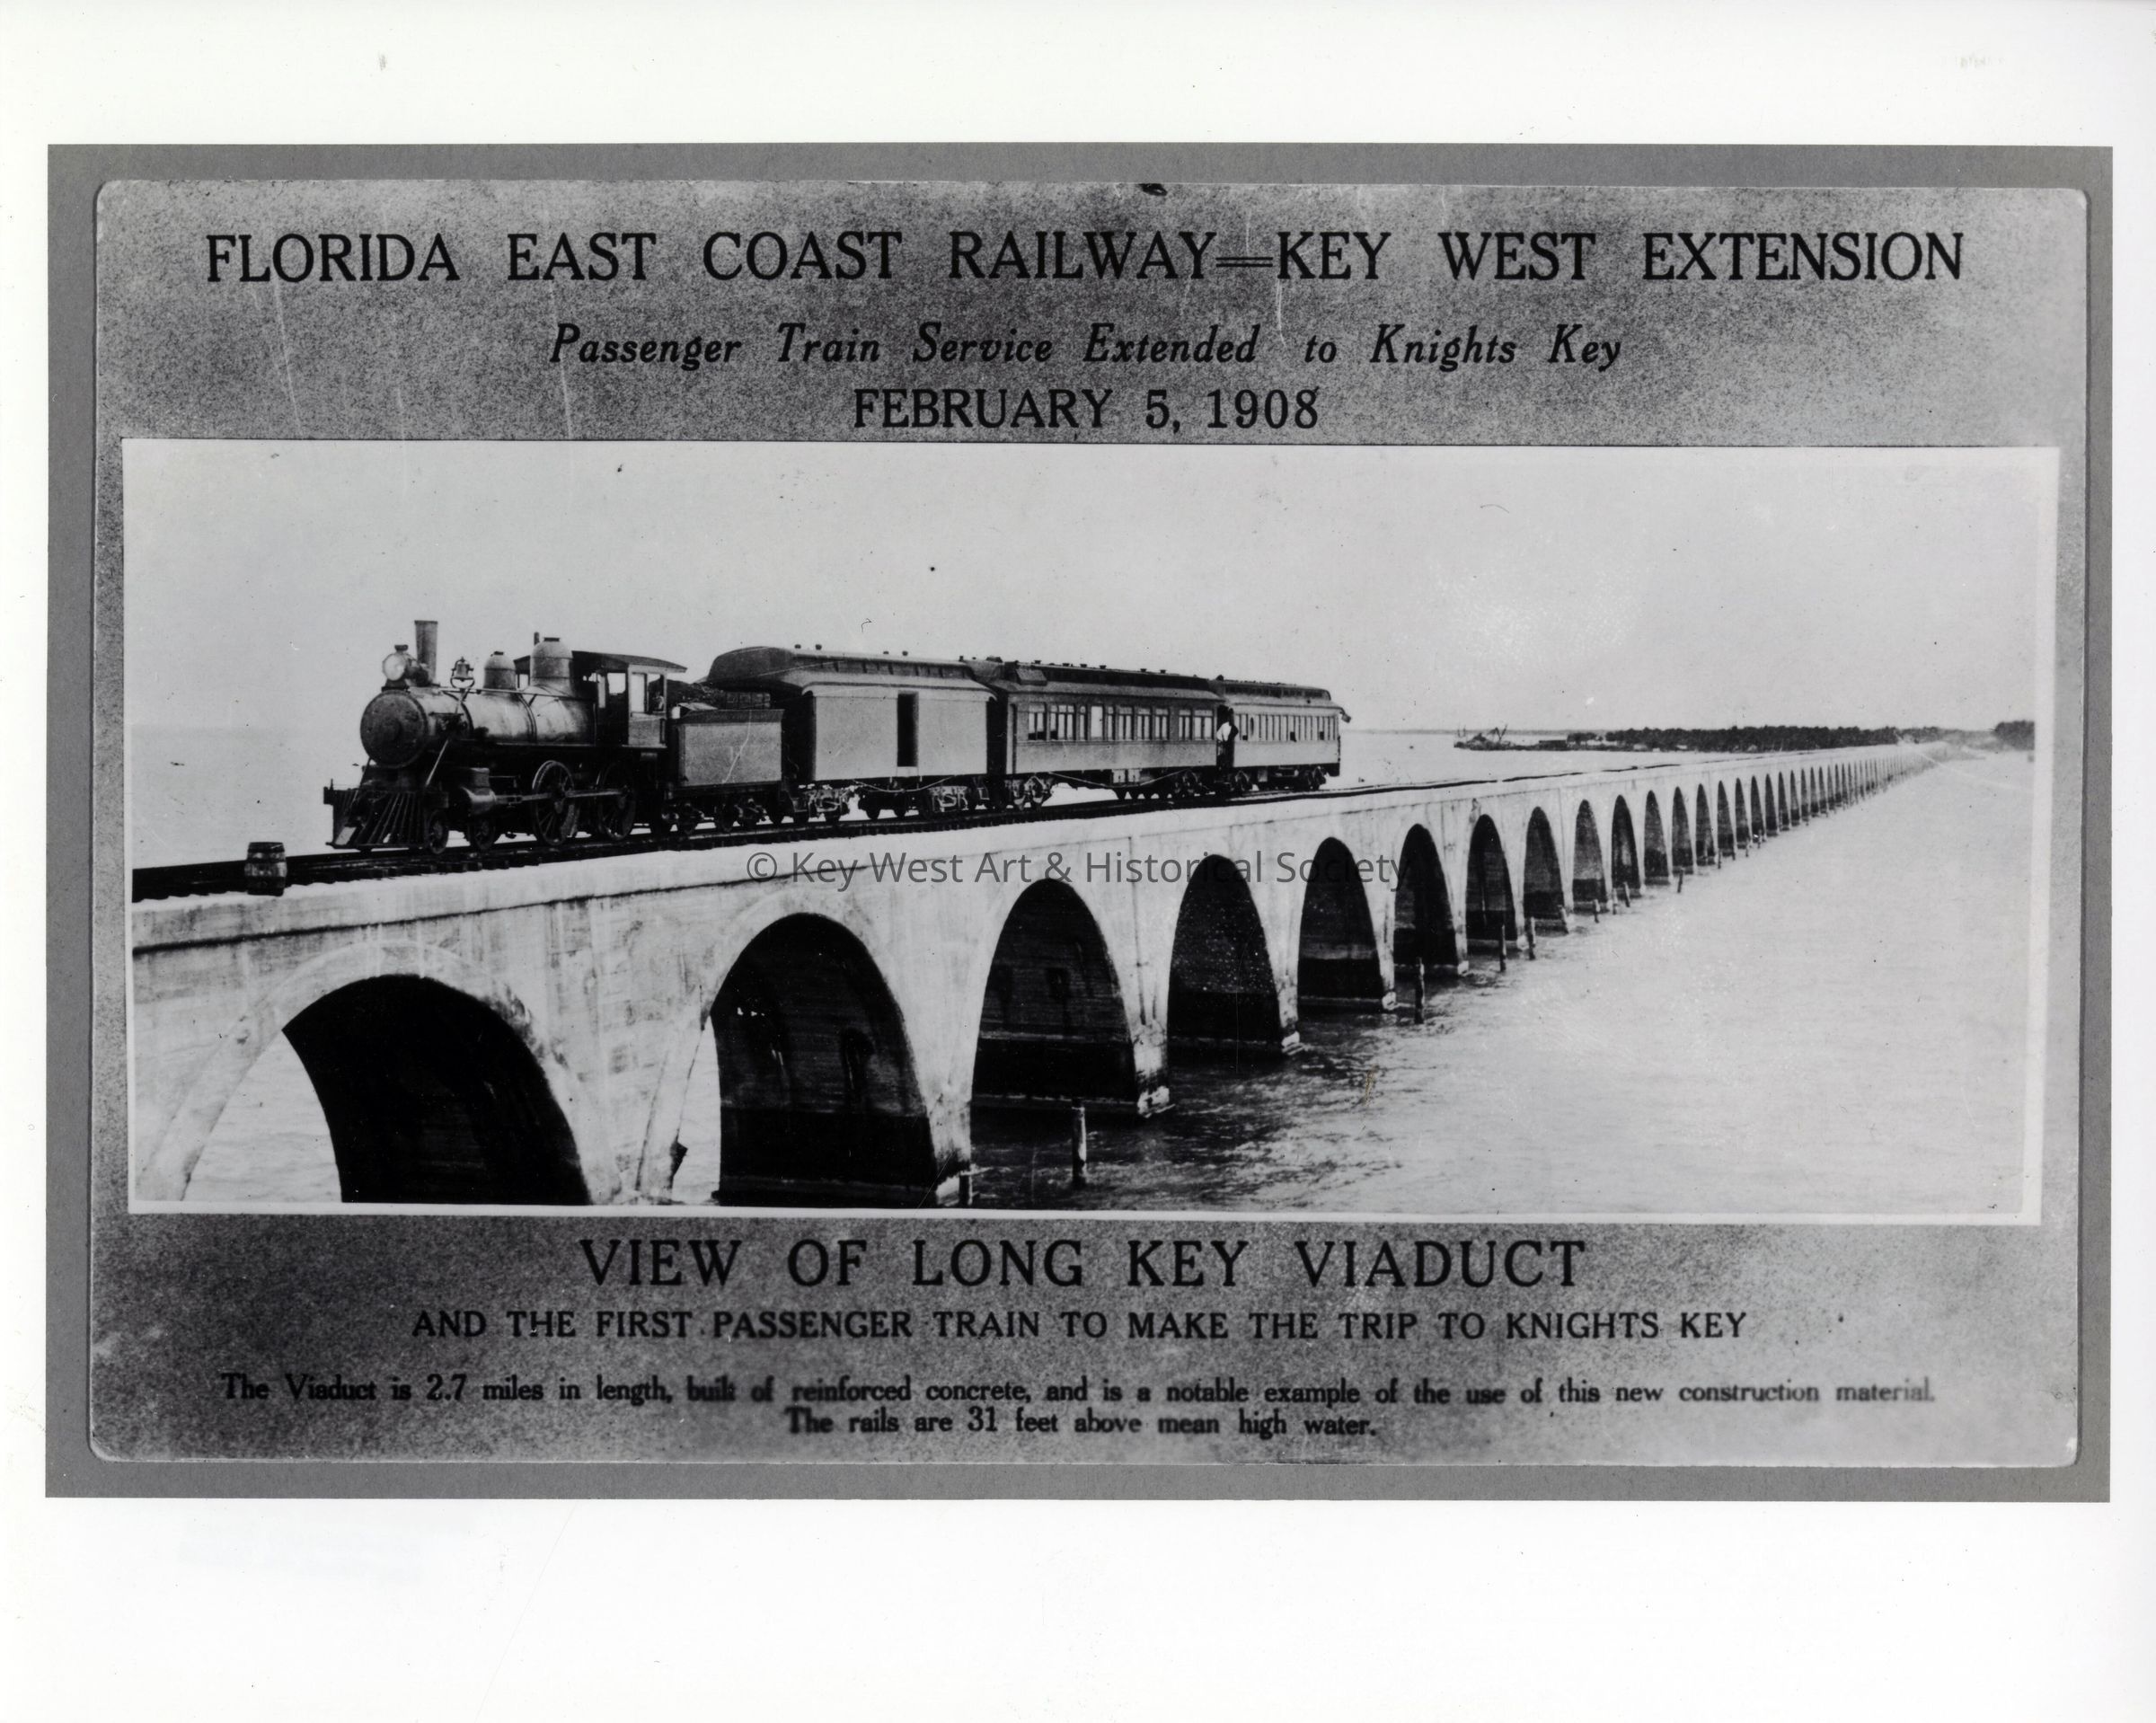 FLORIDA EAST COAST RAILWAY=KEY WEST EXTENSION
Passenger Train Service Extended to Knights Key
FEBRUARY 5, 1908
© Key West Art & Historical Society
VIEW OF LONG KEY VIADUCT
AND THE FIRST PASSENGER TRAIN TO MAKE THE TRIP TO KNIGHTS KEY
The Viaduct is 2.7 miles in length, built of reinforced concrete, and is a notable example of the use of this new construction material.
The rails are 31 feet above mean high water.